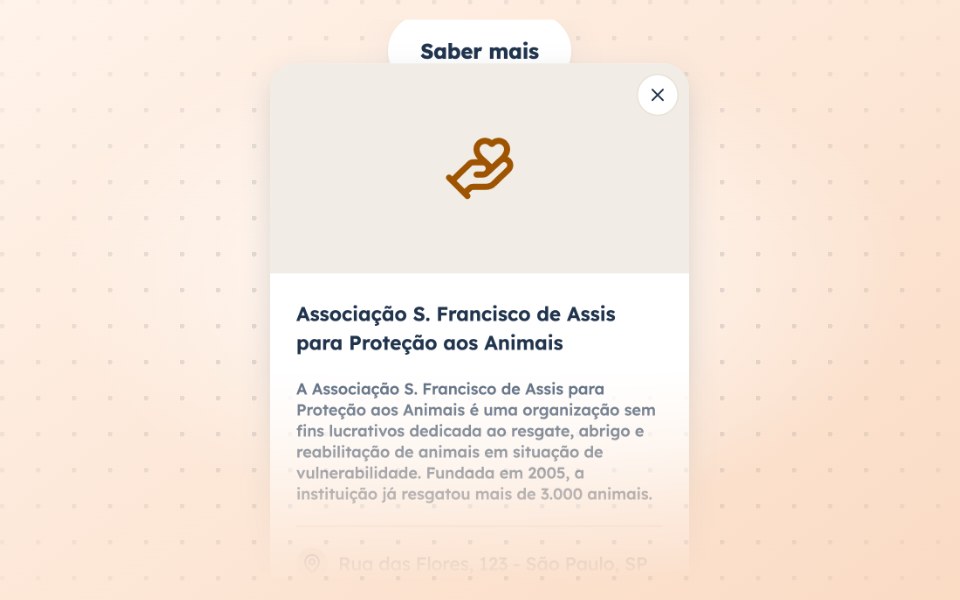 Saber mais
Associação S. Francisco de Assis
para Proteção aos Animais
A Associação S. Francisco de Assis para
Proteção aos Animais é uma organização sem
fins lucrativos dedicada ao resgate, abrigo e
reabilitação de animais em situação de
vulnerabilidade. Fundada em 2005, a
instituição já resgatou mais de 3.000 animais.
Rua das Flores, 123 - São Paulo, SP